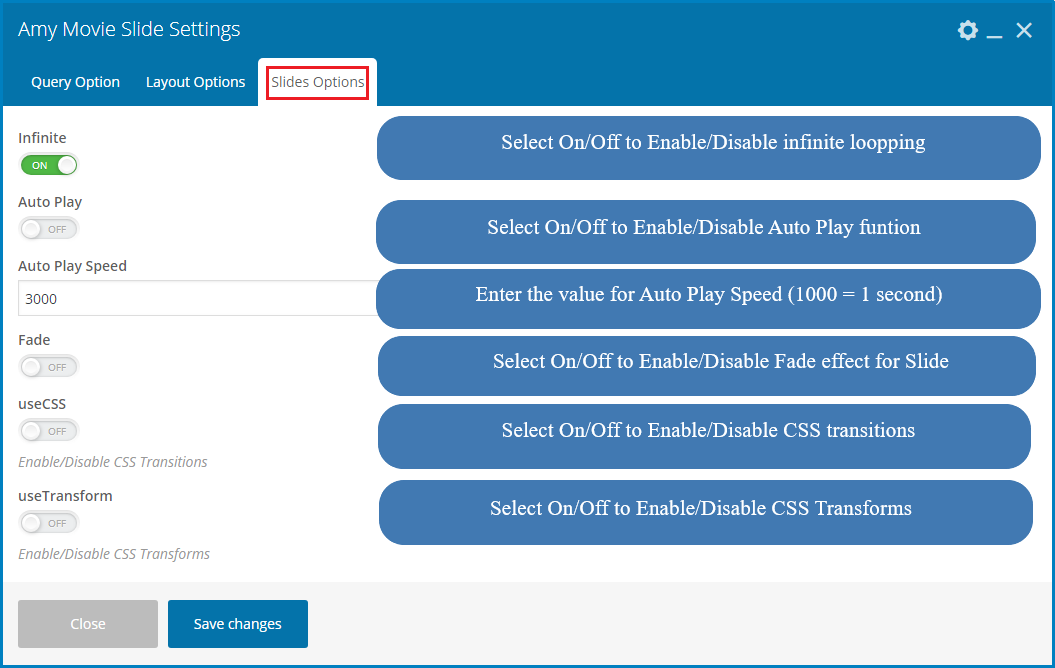 Amy Movie Slide Settings
Query Option Layout Options Slides Options
Infinite
ON
Select On/Off to Enable/Disable infinite loopping
Auto Play
OFF
Select On/Off to Enable/Disable Auto Play funtion
Auto Play Speed
3000
Enter the value for Auto Play Speed (1000 = 1 second)
Fade
OFF
Select On/Off to Enable/Disable Fade effect for Slide
useCSS
OFF
Select On/Off to Enable/Disable CSS transitions
Enable/Disable CSS Transitions
useTransform
OFF
Select On/Off to Enable/Disable CSS Transforms
Enable/Disable CSS Transforms
Close Save changes